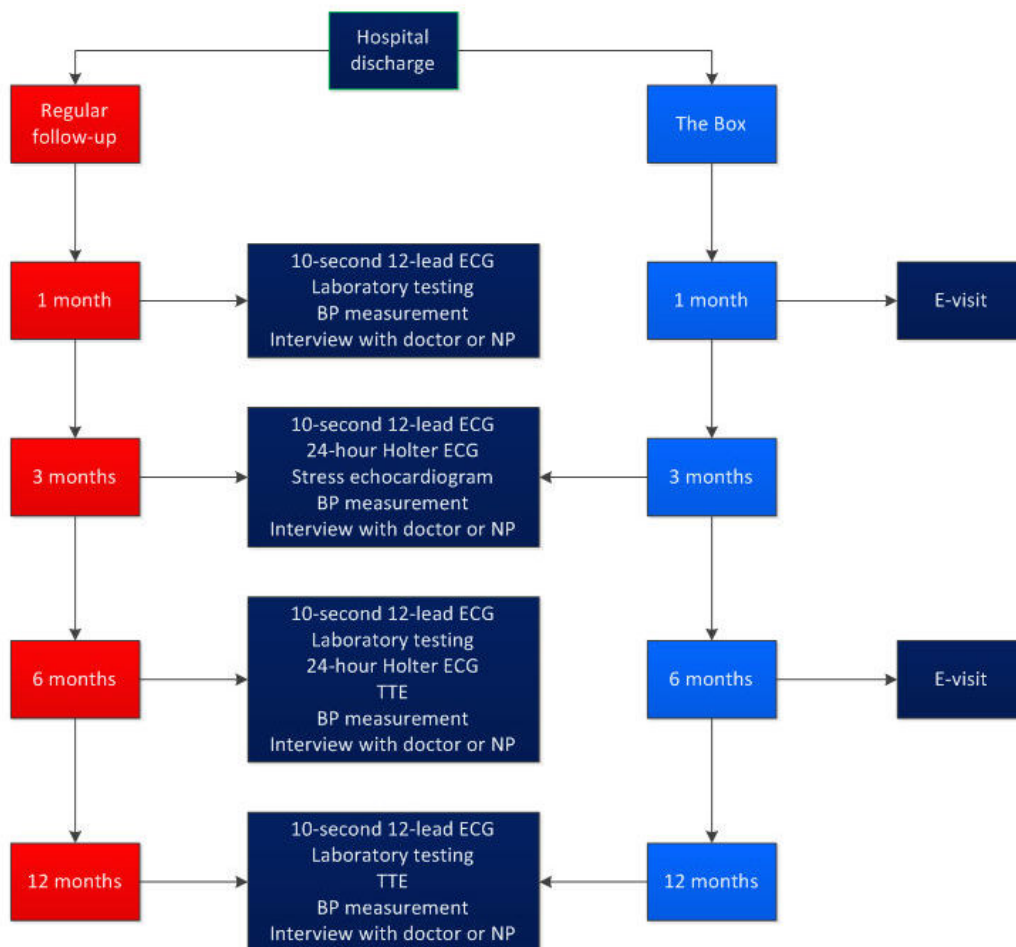 Hospital
discharge
Regular
follow-up
The Box
1 month
10-second 12-lead ECG
Laboratory testing
BP measurement
Interview with doctor or NP
1 month
E-visit
3 months
10-second 12-lead ECG
24-hour Holter ECG
Stress echocardiogram
BP measurement
Interview with doctor or NP
3 months
6 months
10-second 12-lead ECG
Laboratory testing
24-hour Holter ECG
TTE
BP measurement
Interview with doctor or NP
6 months
E-visit
12 months
10-second 12-lead ECG
Laboratory testing
TTE
BP measurement
Interview with doctor or NP
12 months